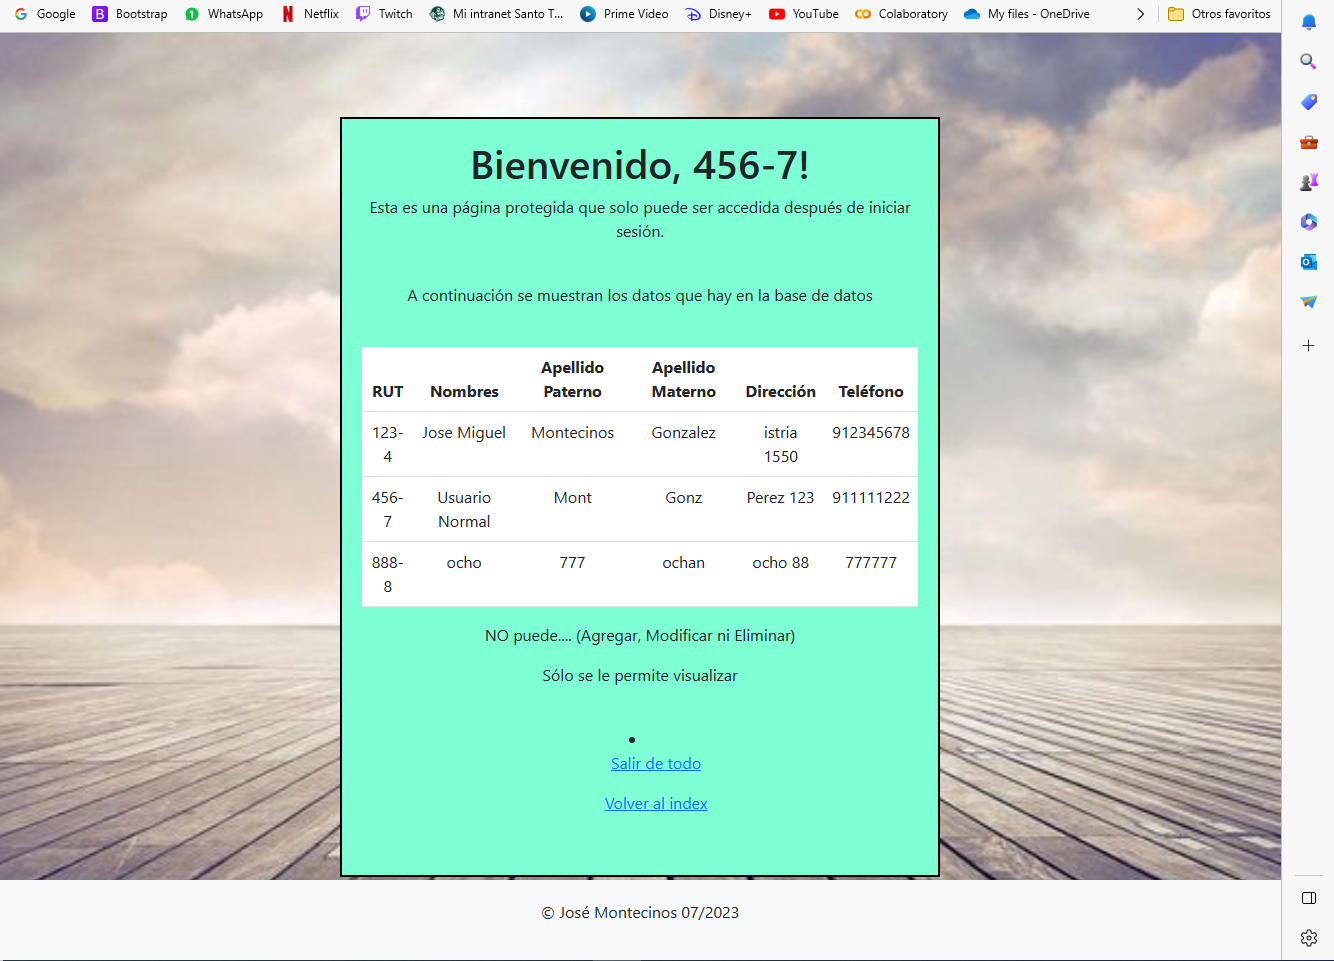 Google Bootstrap WhatsApp Netflix Twitch Mi intranet Santo T... Prime Video Disney+ YouTube Colaboratory My files - OneDrive Otros favoritos
Bienvenido, 456-7!
Esta es una página protegida que solo puede ser accedida después de iniciar
sesión.
A continuación se muestran los datos que hay en la base de datos
Apellido Apellido
RUT Nombres Paterno Materno Dirección Teléfono
123- Jose Miguel Montecinos Gonzalez istria 912345678
4 1550
456- Usuario Mont Gonz Perez 123 911111222
7 Normal
888- ocho 777 ochan ocho 88 777777
8
NO puede.... (Agregar, Modificar ni Eliminar)
Sólo se le permite visualizar
Salir de todo
Volver al index
© José Montecinos 07/2023